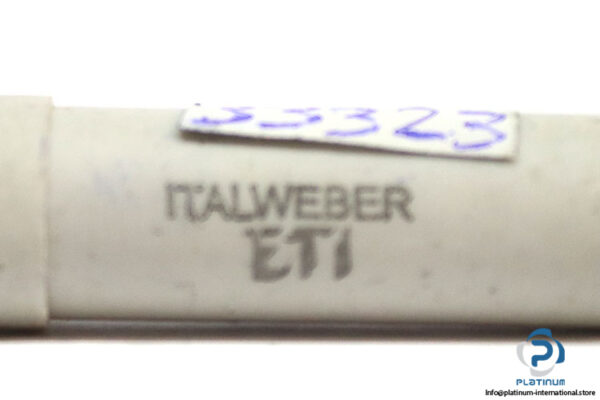 33323
ITALWEBER
ETI
PLATINUM
Info@platinum-international.store